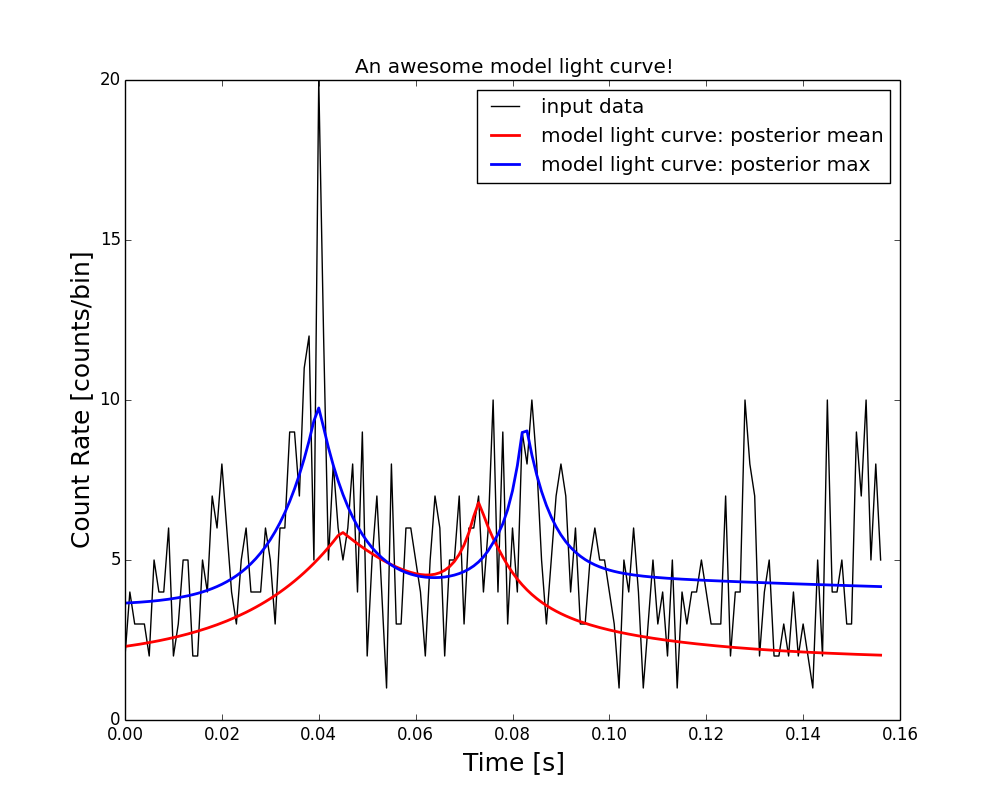 An awesome model light curve!
input data
model light curve: posterior mean
model light curve: posterior max
20
15
10
5
0
Count Rate [counts/bin]
0.00 0.02 0.04 0.06 0.08 0.10 0.12 0.14 0.16
Time [s]